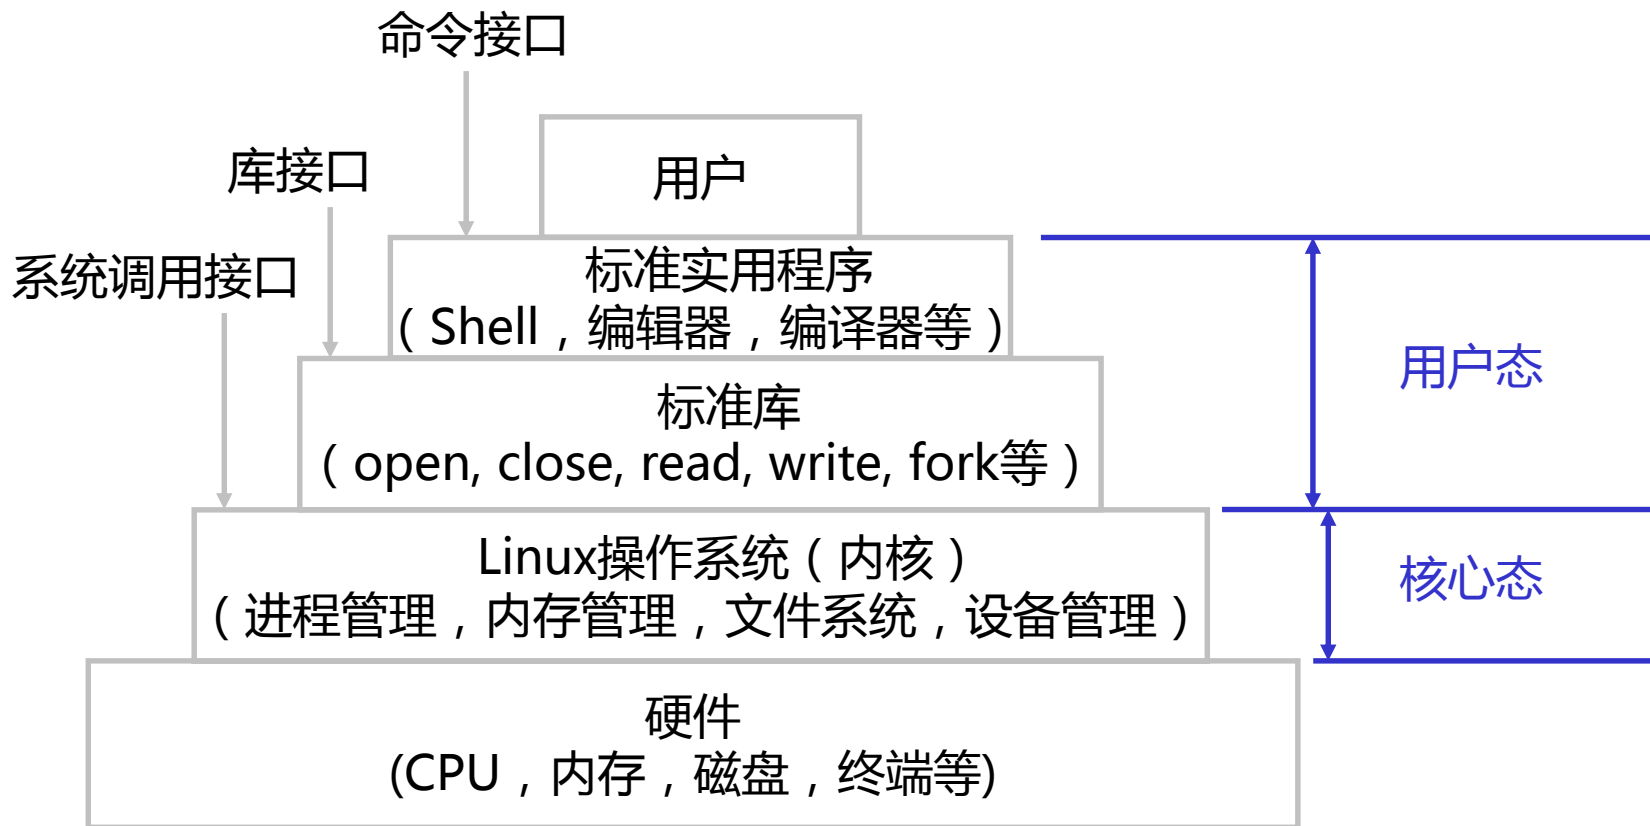 命令接口
库接口
用户
系统调用接口
标准实用程序
（Shell，编辑器，编译器等）
用户态
标准库
（open, close, read, write, fork等）
Linux操作系统（内核）
核心态
（进程管理，内存管理，文件系统，设备管理）
硬件
(CPU，内存，磁盘，终端等)